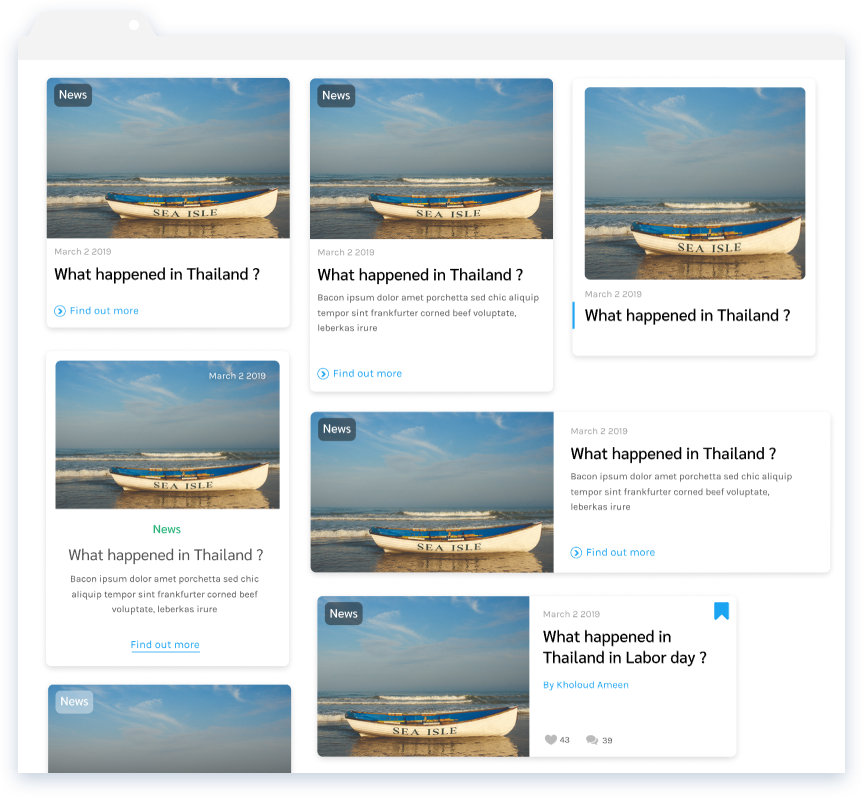 News
SEA ISLE
March 2 2019
What happened in Thailand ?
Find out more
News
SEA ISLE
March 2 2019
What happened in Thailand ?
Bacon ipsum dolor amet porchetta sed chic aliquip
tempor sint frankfurter corned beef voluptate,
leberkas irure
Find out more
SEA ISLE
March 2 2019
What happened in Thailand ?
March 2 2019
SEA ISLE
News
What happened in Thailand ?
Bacon ipsum dolor amet porchetta sed chic
aliquip tempor sint frankfurter corned beef
voluptate, leberkas irure
Find out more
News
SEA ISLE
March 2 2019
What happened in Thailand ?
Bacon ipsum dolor amet porchetta sed chic aliquip
tempor sint frankfurter corned beef voluptate,
leberkas irure
Find out more
News
SEA ISLE
March 2 2019
What happened in
Thailand in Labor day ?
By Kholoud Ameen
43
39
News